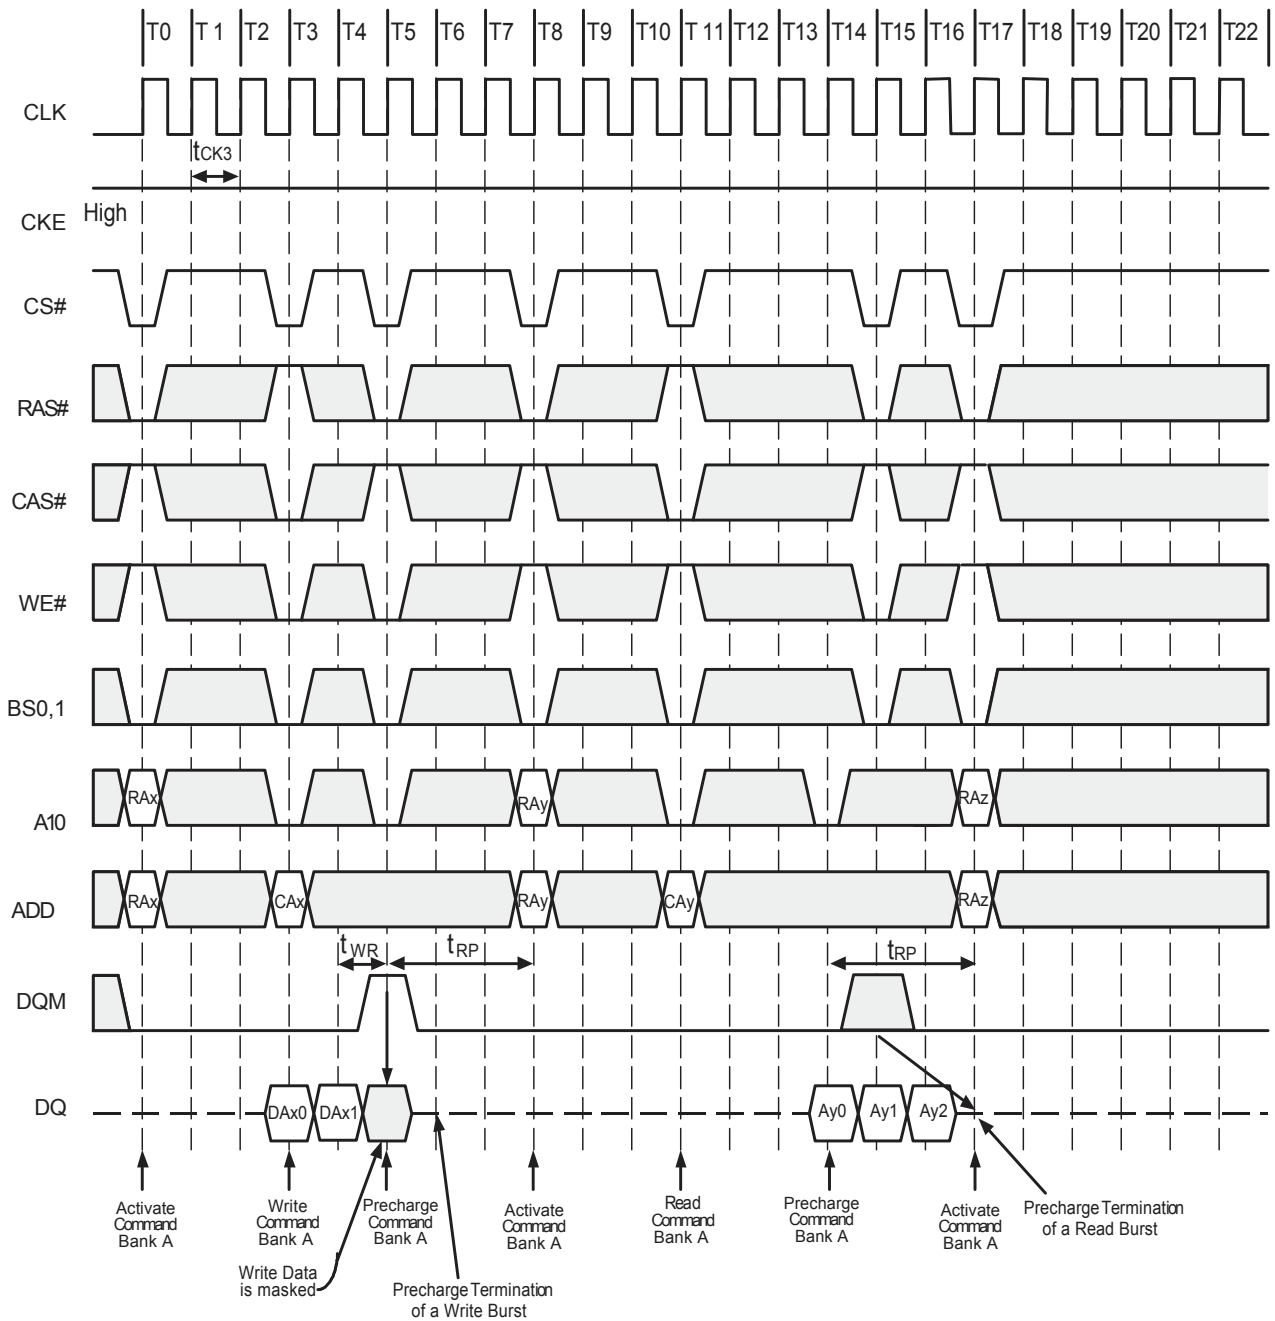 T0 T 1 T2 T3 T4 T5 T6 T7 T8 T9 T10 T 11 T12 T13 T14 T15 T16 T17 T18 T19 T20 T21 T22
CLK
tCK3
High
CKE
CS#
RAS#
CAS#
WE#
BS0,1
RAx RAy RAz
A10
RAx CAx RAy CAy RAz
ADD
tWR tRP tRP
DQM
DQ
DAx0 DAx1 Ay0 Ay1 Ay2
Activate
Command
Bank A
Write
Command
Bank A
Precharge
Command
Bank A
Activate
Command
Bank A
Read
Command
Bank A
Precharge
Command
Bank A
Activate
Command
Bank A
Precharge Termination
of a Read Burst
Write Data
is masked
Precharge Termination
of a Write Burst